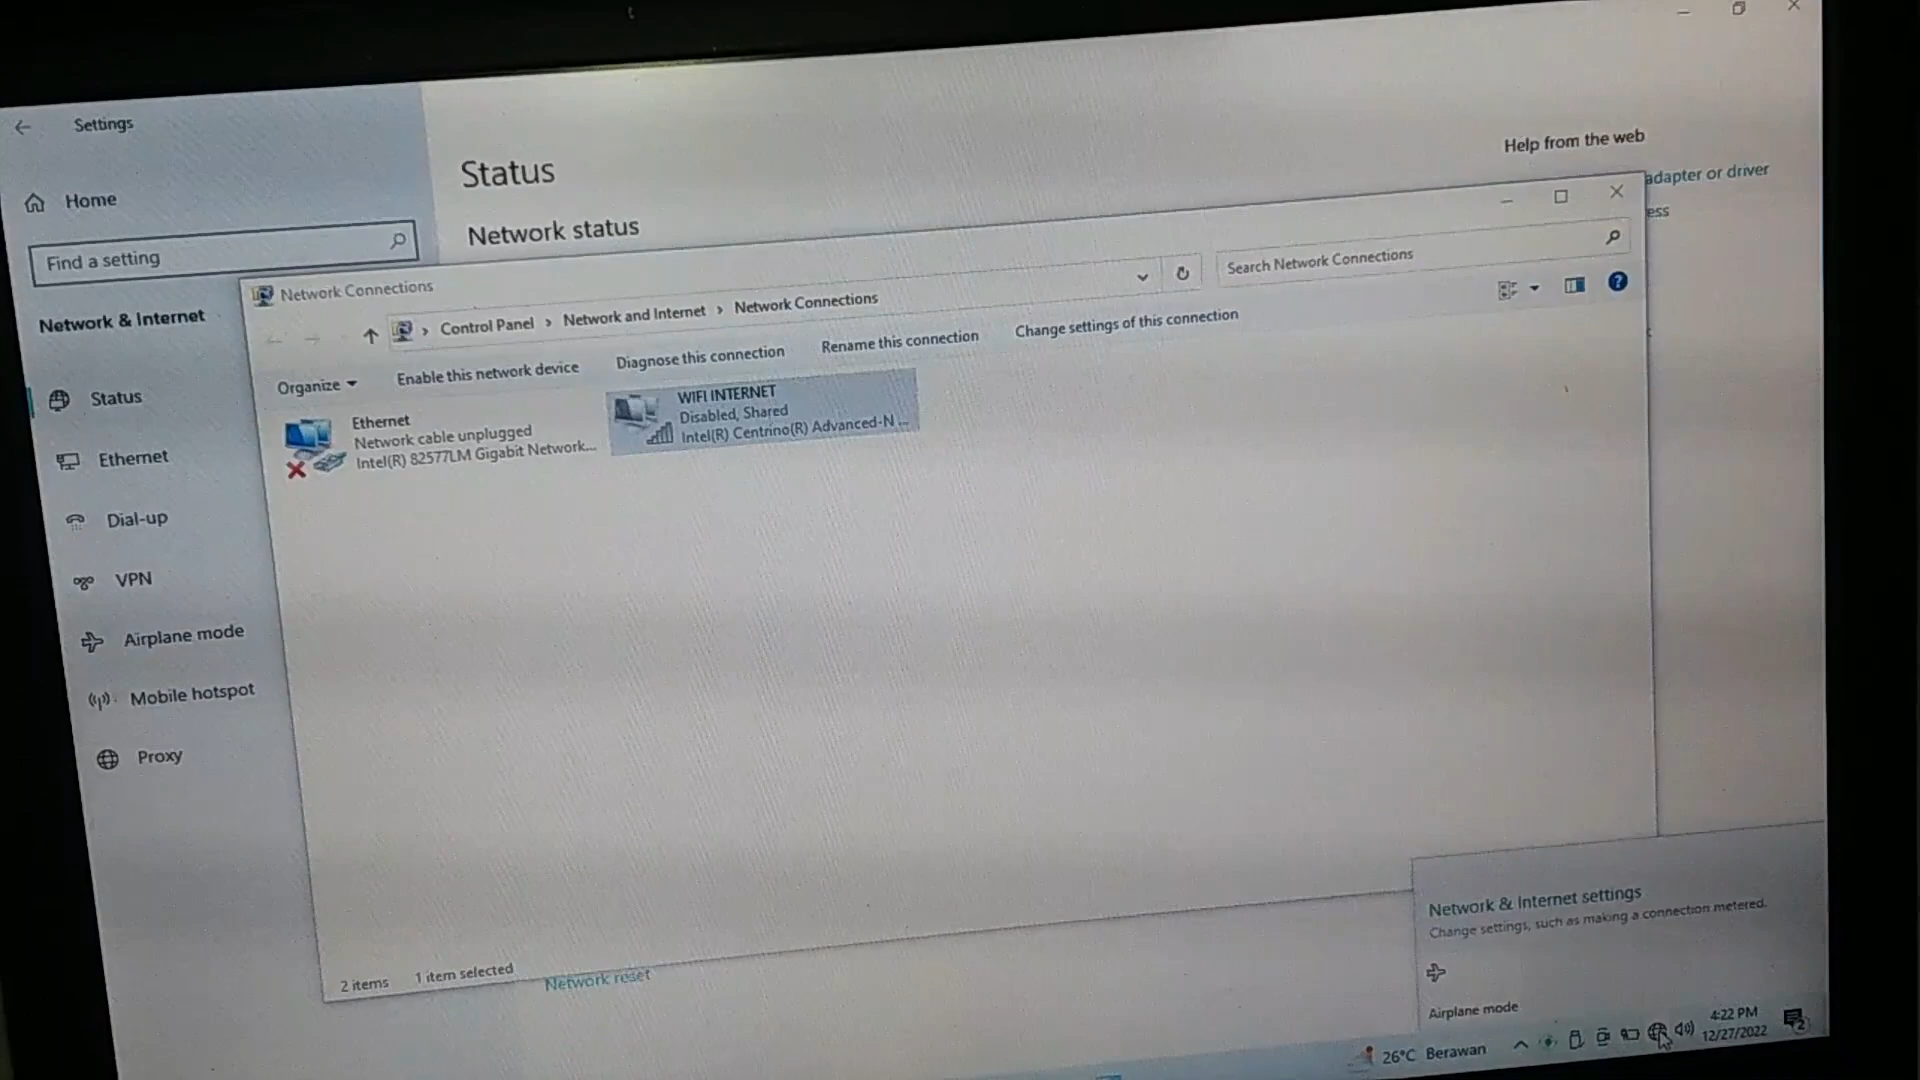 Settings
Home
Find a setting
Network & Internet
Status
Ethernet
Dial-up
VPN
Airplane mode
Mobile hotspot
Proxy
Status
Network status
Help from the web
adapter or driver
ess
Network Connections
Control Panel > Network and Internet > Network Connections
Search Network Connections
Organize
Enable this network device
Diagnose this connection
Rename this connection
Change settings of this connection
Ethernet
Network cable unplugged
Intel(R) 82577LM Gigabit Network...
WIFI INTERNET
Disabled, Shared
Intel(R) Centrino(R) Advanced-N ...
2 items
1 item selected
Network reset
Network & Internet settings
Change settings, such as making a connection metered.
Airplane mode
26°C Berawan
4:22 PM
12/27/2022
2